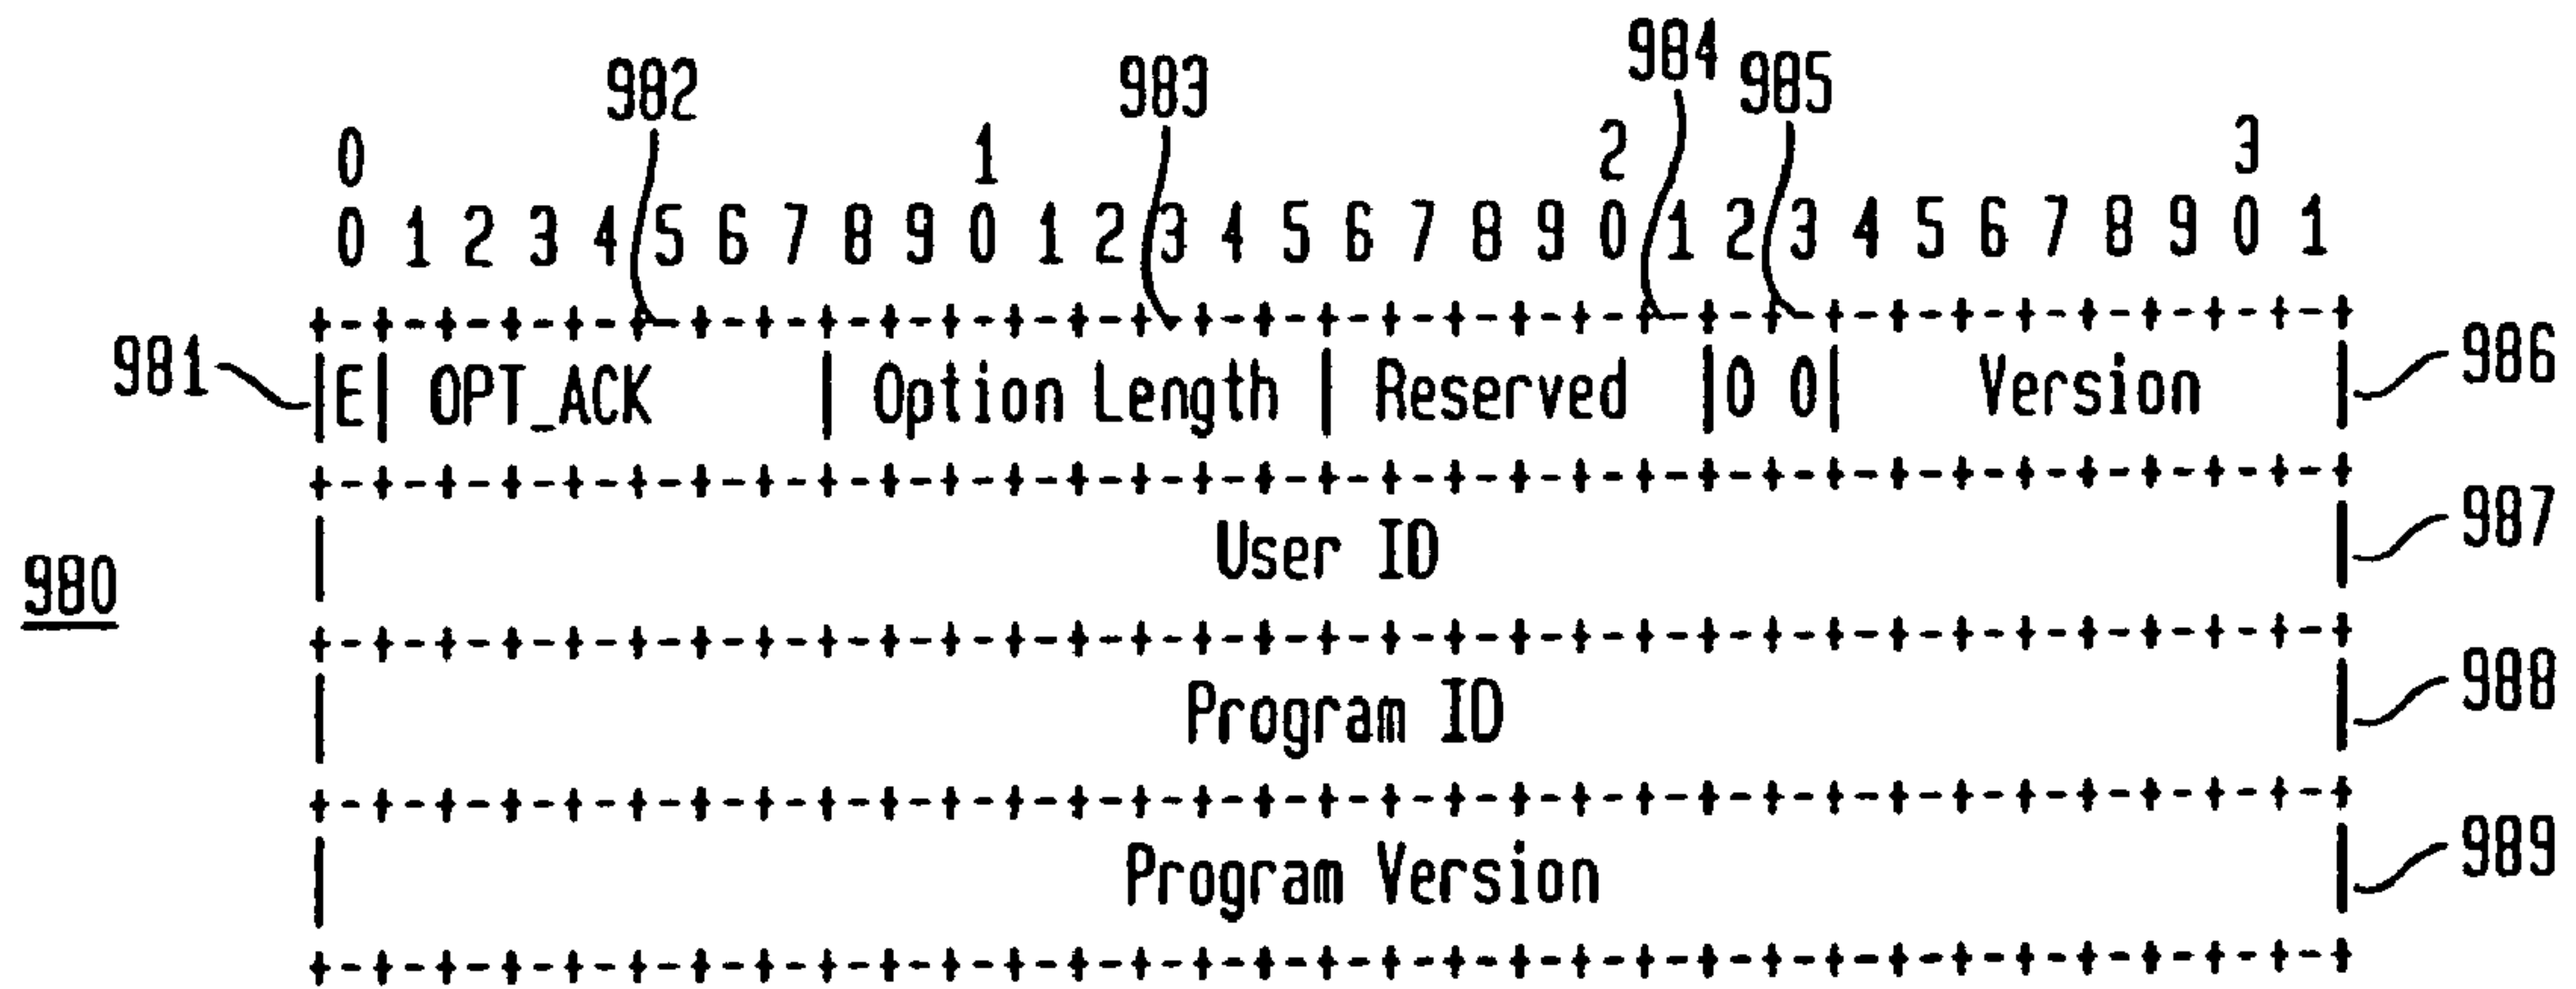 982 983 984 985
0 1 2 3
0 1 2 3 4 5 6 7 8 9 0 1 2 3 4 5 6 7 8 9 0 1 2 3 4 5 6 7 8 9 0 1
+-+-+-+-+-+-+-+-+-+-+-+-+-+-+-+-+-+-+-+-+-+-+-+-+-+-+-+-+-+-+-+-+
981 |E| OPT_ACK | Option Length | Reserved |0 0| Version | 986
+-+-+-+-+-+-+-+-+-+-+-+-+-+-+-+-+-+-+-+-+-+-+-+-+-+-+-+-+-+-+-+-+
| User ID | 987
980
+-+-+-+-+-+-+-+-+-+-+-+-+-+-+-+-+-+-+-+-+-+-+-+-+-+-+-+-+-+-+-+-+
| Program ID | 988
+-+-+-+-+-+-+-+-+-+-+-+-+-+-+-+-+-+-+-+-+-+-+-+-+-+-+-+-+-+-+-+-+
| Program Version | 989
+-+-+-+-+-+-+-+-+-+-+-+-+-+-+-+-+-+-+-+-+-+-+-+-+-+-+-+-+-+-+-+-+